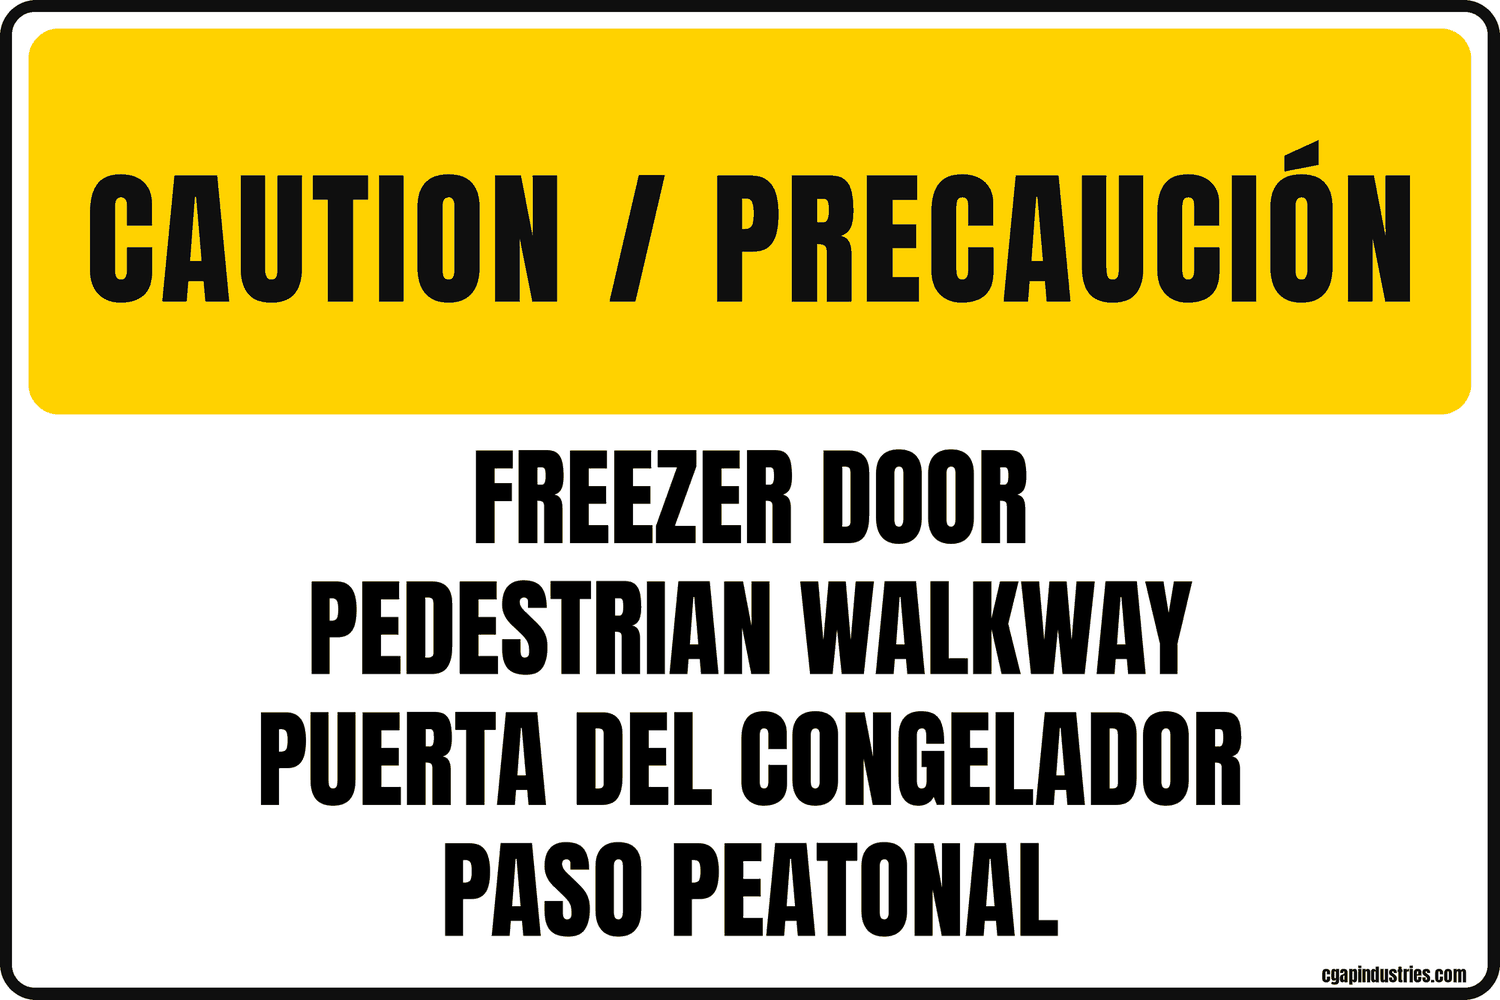 CAUTION / PRECAUCIÓN
FREEZER DOOR
PEDESTRIAN WALKWAY
PUERTA DEL CONGELADOR
PASO PEATONAL
cgapindustries.com